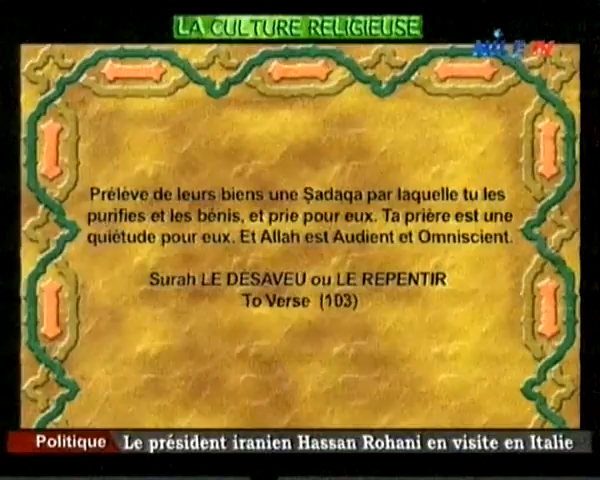 LA CULTURE RELIGIEUSE
Prélève de leurs biens une Ṣadaqa par laquelle tu les
purifies et les bénis, et prie pour eux. Ta prière est une
quiétude pour eux. Et Allah est Audient et Omniscient.
Surah LE DESAVEU ou LE REPENTIR
To Verse (103)
Politique Le président iranien Hassan Rohani en visite en Italie